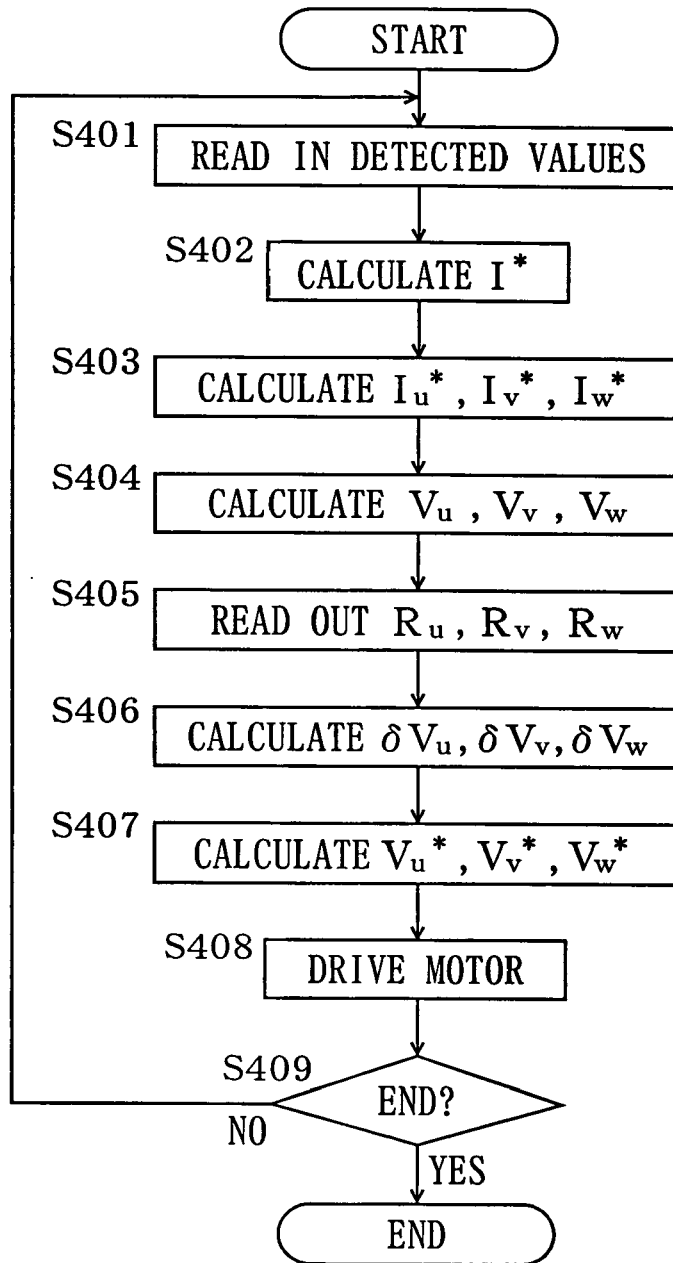 START
S401
READ IN DETECTED VALUES
S402
CALCULATE I*
S403
CALCULATE Iu*, Iv*, Iw*
S404
CALCULATE Vu, Vv, Vw
S405
READ OUT Ru, Rv, Rw
S406
CALCULATE δVu, δVv, δVw
S407
CALCULATE Vu*, Vv*, Vw*
S408
DRIVE MOTOR
S409
END?
NO
YES
END